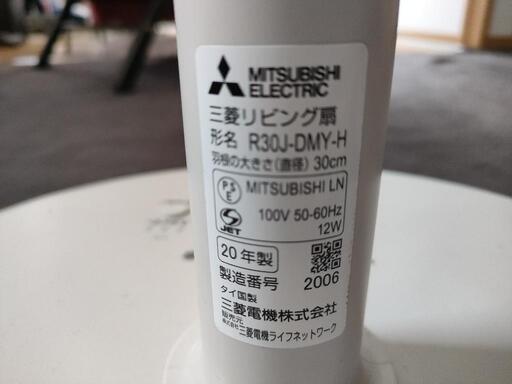 MITSUBISHI
ELECTRIC
三菱リビング扇
形名 R30J-DMY-H
羽根の大きさ(直径) 30cm
PSE MITSUBISHI LN
JET 100V 50-60Hz
12W
20年製
製造番号 2006
タイ国製
三菱電機株式会社
販売元
株式会社三菱電機ライフネットワーク